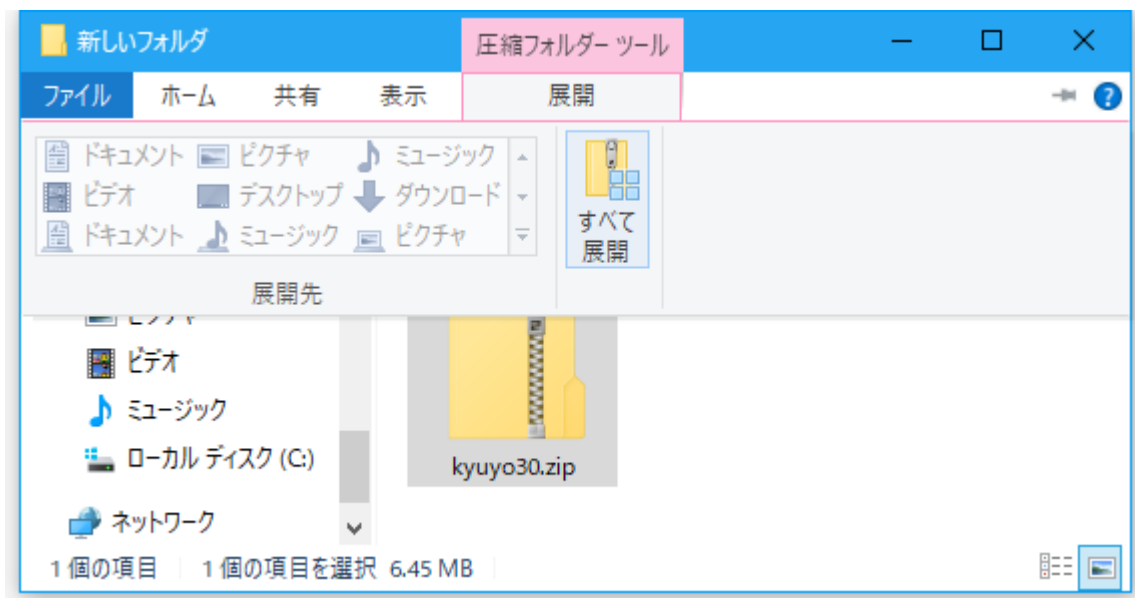 新しいフォルダ
圧縮フォルダー ツール
ファイル ホーム 共有 表示 展開
ドキュメント ピクチャ ミュージック
ビデオ デスクトップ ダウンロード
ドキュメント ミュージック ピクチャ
すべて
展開
展開先
ピクチャ
ビデオ
ミュージック
ローカル ディスク (C:)
ネットワーク
kyuyo30.zip
1 個の項目 1 個の項目を選択 6.45 MB